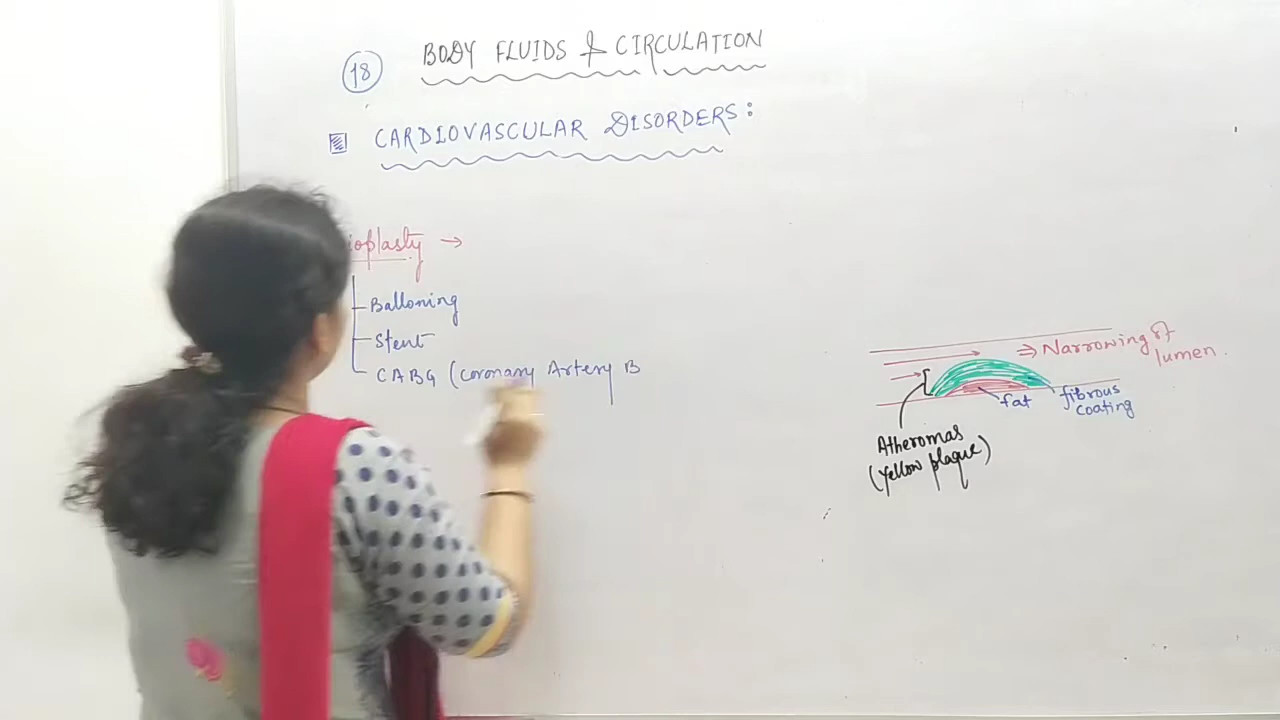 18
BODY FLUIDS & CIRCULATION
CARDIOVASCULAR DISORDERS:
ioplasty →
Balloning
Stent
CABG (Coronary Artery B
⇒ Narrowing of
lumen
fat
fibrous
coating
Atheromas
(Yellow plaque)